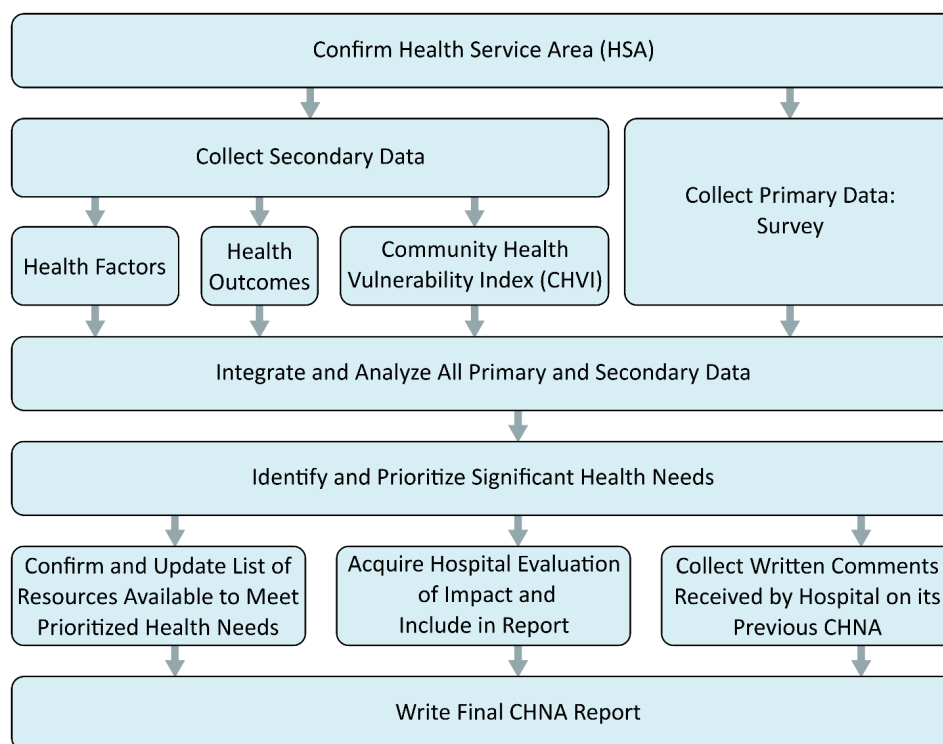 Confirm Health Service Area (HSA)
Collect Secondary Data
Collect Primary Data:
Survey
Health Factors
Health
Outcomes
Community Health
Vulnerability Index (CHVI)
Integrate and Analyze All Primary and Secondary Data
Identify and Prioritize Significant Health Needs
Confirm and Update List of
Resources Available to Meet
Prioritized Health Needs
Acquire Hospital Evaluation
of Impact and
Include in Report
Collect Written Comments
Received by Hospital on its
Previous CHNA
Write Final CHNA Report